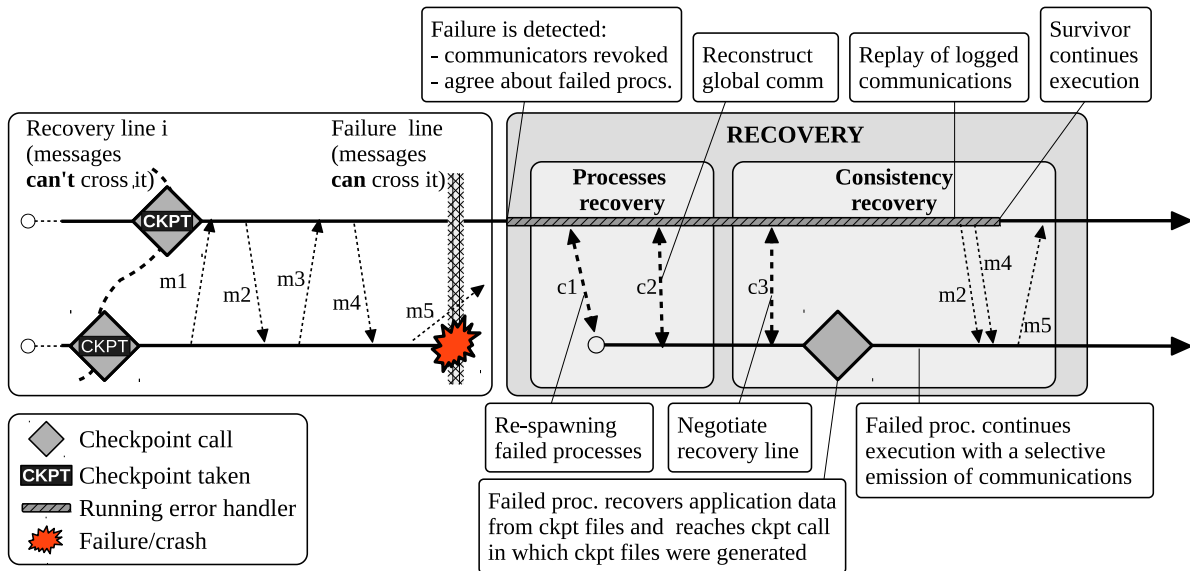 Failure is detected:
- communicators revoked
- agree about failed procs.
Reconstruct
global comm
Replay of logged
communications
Survivor
continues
execution
Recovery line i
(messages
can't cross it)
Failure line
(messages
can cross it)
RECOVERY
Processes
recovery
Consistency
recovery
CKPT
m1
m2
m3
m4
m5
CKPT
c1
c2
c3
m2
m4
m5
Checkpoint call
CKPT Checkpoint taken
Running error handler
Failure/crash
Re-spawning
failed processes
Negotiate
recovery line
Failed proc. continues
execution with a selective
emission of communications
Failed proc. recovers application data
from ckpt files and reaches ckpt call
in which ckpt files were generated